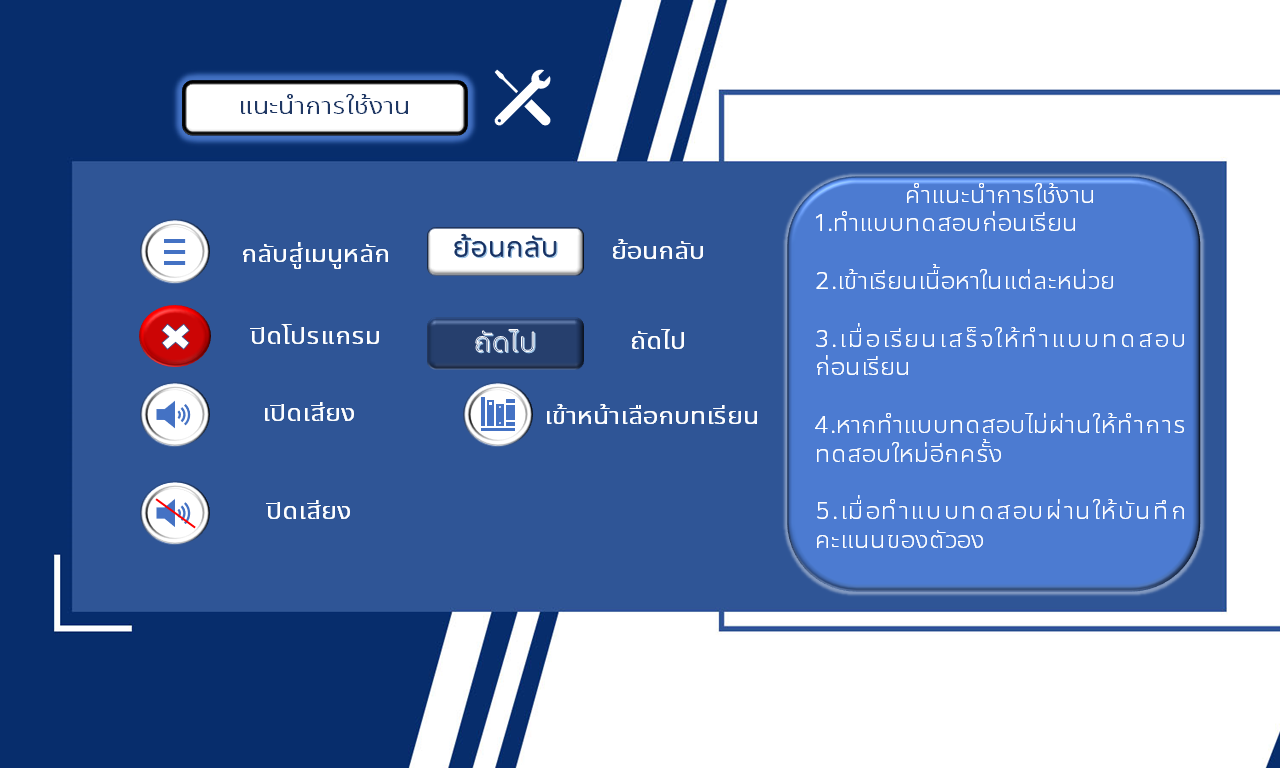 แนะนำการใช้งาน
กลับสู่เมนูหลัก
ย้อนกลับ
ย้อนกลับ
ปิดโปรแกรม
ถัดไป
ถัดไป
เปิดเสียง
เข้าหน้าเลือกบทเรียน
ปิดเสียง
คำแนะนำการใช้งาน
1.ทำแบบทดสอบก่อนเรียน
2.เข้าเรียนเนื้อหาในแต่ละหน่วย
3.เมื่อเรียนเสร็จให้ทำแบบทดสอบ
ก่อนเรียน
4.หากทำแบบทดสอบไม่ผ่านให้ทำการ
ทดสอบใหม่อีกครั้ง
5.เมื่อทำแบบทดสอบผ่านให้บันทึก
คะแนนของตัวอง